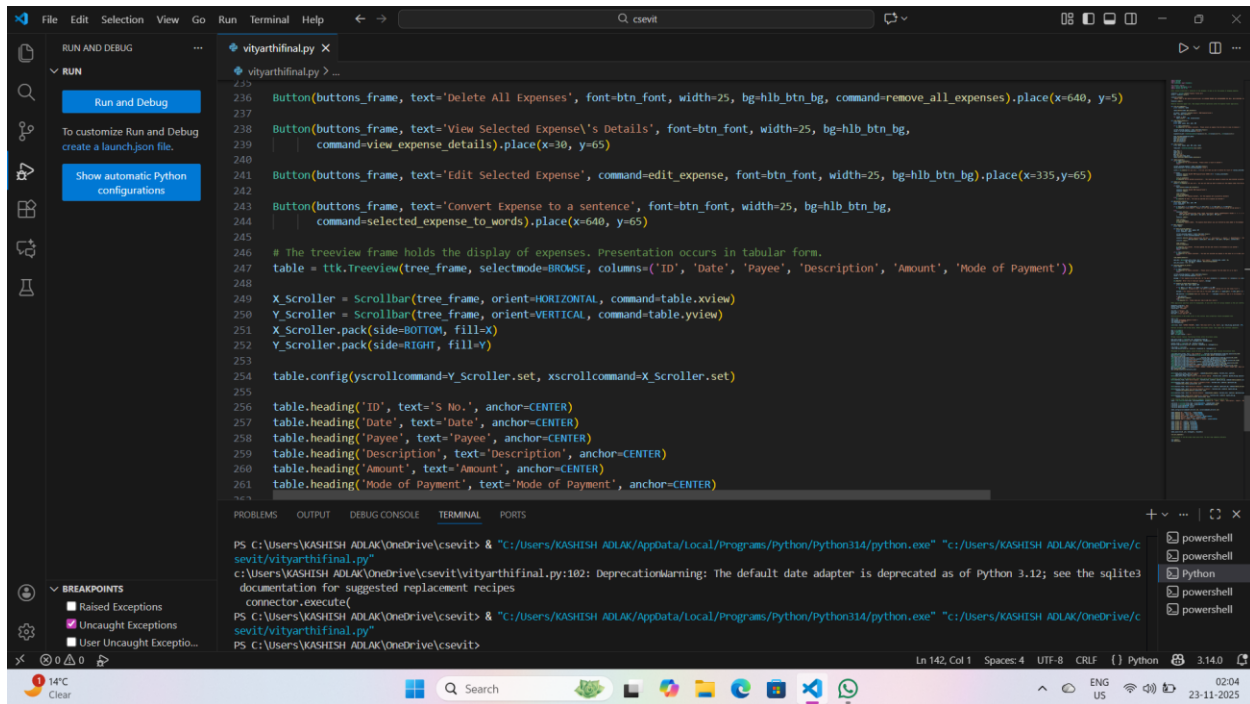 File Edit Selection View Go Run Terminal Help
csevit
RUN AND DEBUG
RUN
Run and Debug
To customize Run and Debug
create a launch.json file.
Show automatic Python
configurations
BREAKPOINTS
Raised Exceptions
Uncaught Exceptions
User Uncaught Exceptio...
vityarthifinal.py
vityarthifinal.py > ...
235
236 Button(buttons_frame, text='Delete All Expenses', font=btn_font, width=25, bg=hlb_btn_bg, command=remove_all_expenses).place(x=640, y=5)
237
238 Button(buttons_frame, text='View Selected Expense\'s Details', font=btn_font, width=25, bg=hlb_btn_bg,
239 command=view_expense_details).place(x=30, y=65)
240
241 Button(buttons_frame, text='Edit Selected Expense', command=edit_expense, font=btn_font, width=25, bg=hlb_btn_bg).place(x=335,y=65)
242
243 Button(buttons_frame, text='Convert Expense to a sentence', font=btn_font, width=25, bg=hlb_btn_bg,
244 command=selected_expense_to_words).place(x=640, y=65)
245
246 # The treeview frame holds the display of expenses. Presentation occurs in tabular form.
247 table = ttk.Treeview(tree_frame, selectmode=BROWSE, columns=('ID', 'Date', 'Payee', 'Description', 'Amount', 'Mode of Payment'))
248
249 X_Scroller = Scrollbar(tree_frame, orient=HORIZONTAL, command=table.xview)
250 Y_Scroller = Scrollbar(tree_frame, orient=VERTICAL, command=table.yview)
251 X_Scroller.pack(side=BOTTOM, fill=X)
252 Y_Scroller.pack(side=RIGHT, fill=Y)
253
254 table.config(yscrollcommand=Y_Scroller.set, xscrollcommand=X_Scroller.set)
255
256 table.heading('ID', text='S No.', anchor=CENTER)
257 table.heading('Date', text='Date', anchor=CENTER)
258 table.heading('Payee', text='Payee', anchor=CENTER)
259 table.heading('Description', text='Description', anchor=CENTER)
260 table.heading('Amount', text='Amount', anchor=CENTER)
261 table.heading('Mode of Payment', text='Mode of Payment', anchor=CENTER)
262
PROBLEMS OUTPUT DEBUG CONSOLE TERMINAL PORTS
PS C:\Users\KASHISH ADLAK\OneDrive\csevit> & "C:/Users/KASHISH ADLAK/AppData/Local/Programs/Python/Python314/python.exe" "c:/Users/KASHISH ADLAK/OneDrive/c
sevit/vityarthifinal.py"
c:\Users\KASHISH ADLAK\OneDrive\csevit\vityarthifinal.py:102: DeprecationWarning: The default date adapter is deprecated as of Python 3.12; see the sqlite3
documentation for suggested replacement recipes
connector.execute(
PS C:\Users\KASHISH ADLAK\OneDrive\csevit> & "C:/Users/KASHISH ADLAK/AppData/Local/Programs/Python/Python314/python.exe" "c:/Users/KASHISH ADLAK/OneDrive/c
sevit/vityarthifinal.py"
PS C:\Users\KASHISH ADLAK\OneDrive\csevit>
powershell
powershell
Python
powershell
powershell
0 0 0
Ln 142, Col 1 Spaces: 4 UTF-8 CRLF {} Python 3.14.0
1
14°C
Clear
Search
ENG
US
02:04
23-11-2025